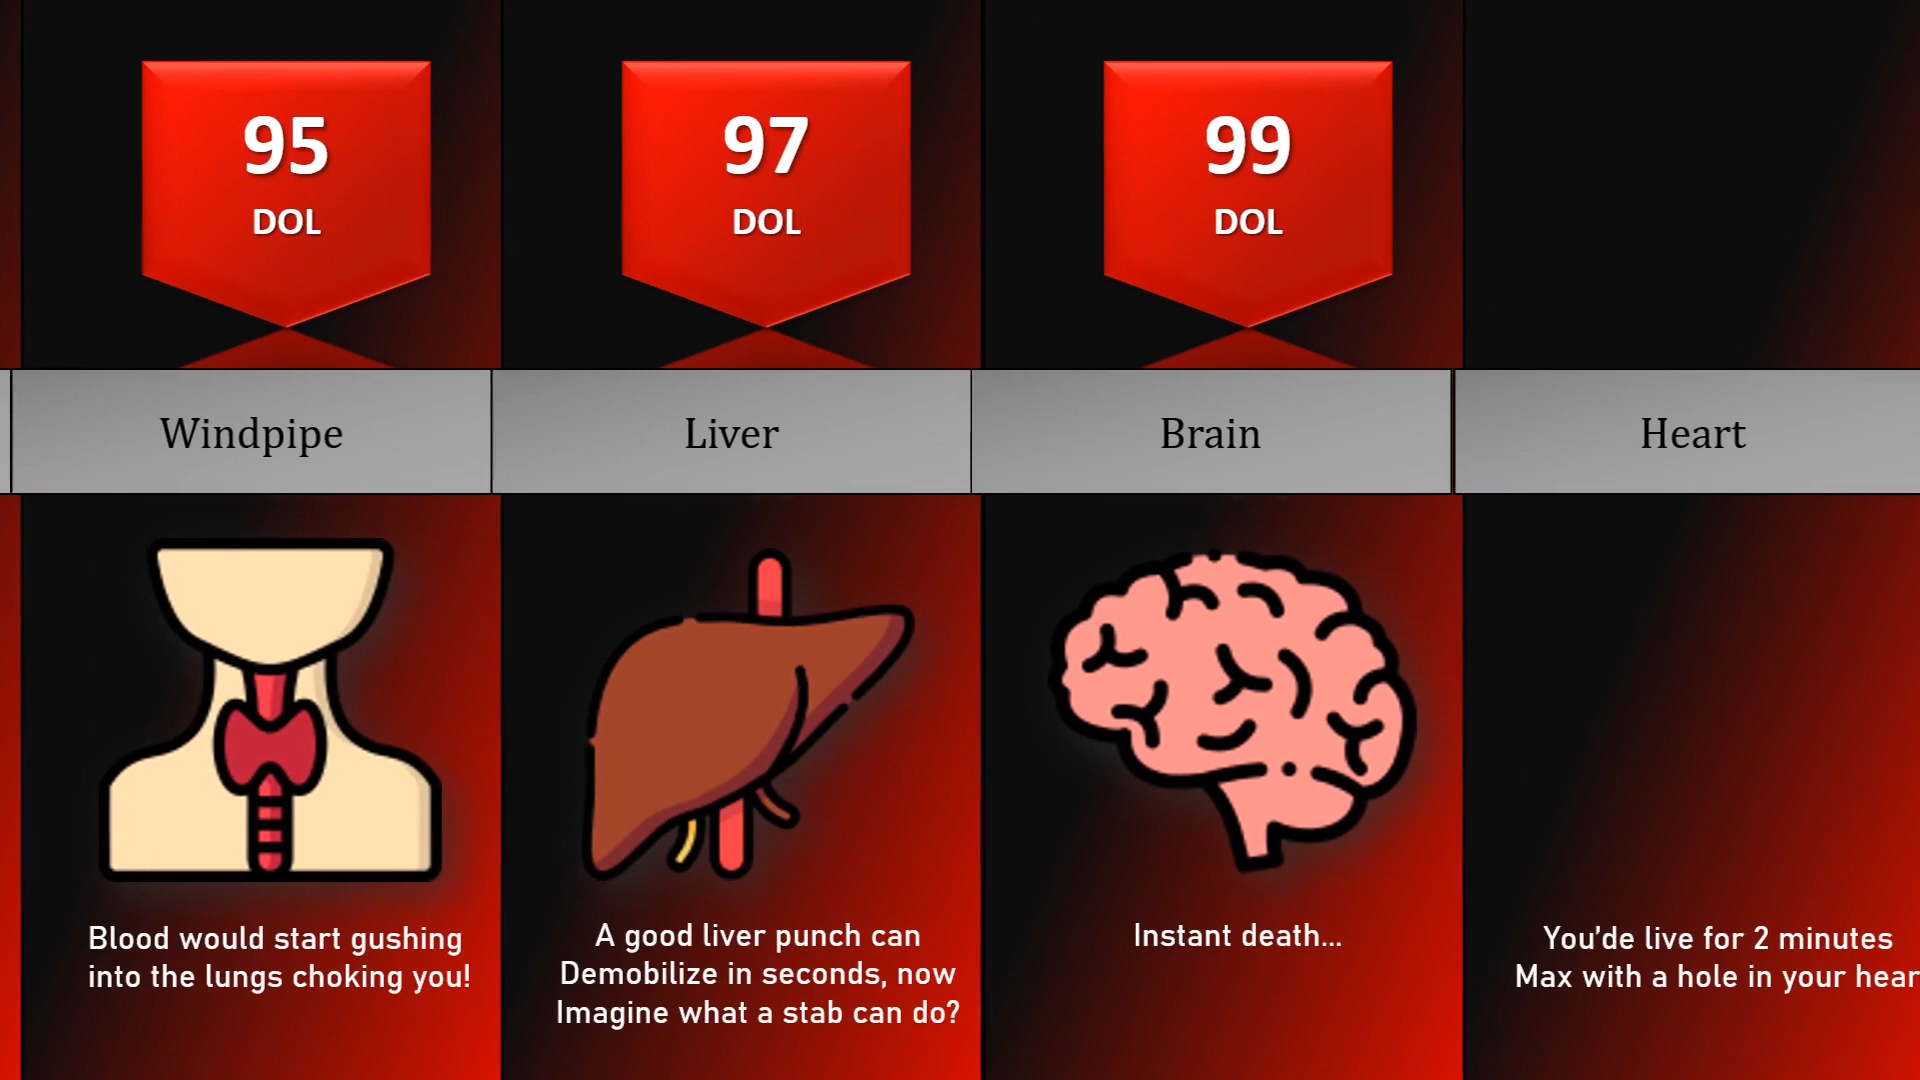 95
DOL
97
DOL
99
DOL
Windpipe
Liver
Brain
Heart
Blood would start gushing
into the lungs choking you!
A good liver punch can
Demobilize in seconds, now
Imagine what a stab can do?
Instant death...
You'de live for 2 minutes
Max with a hole in your hear